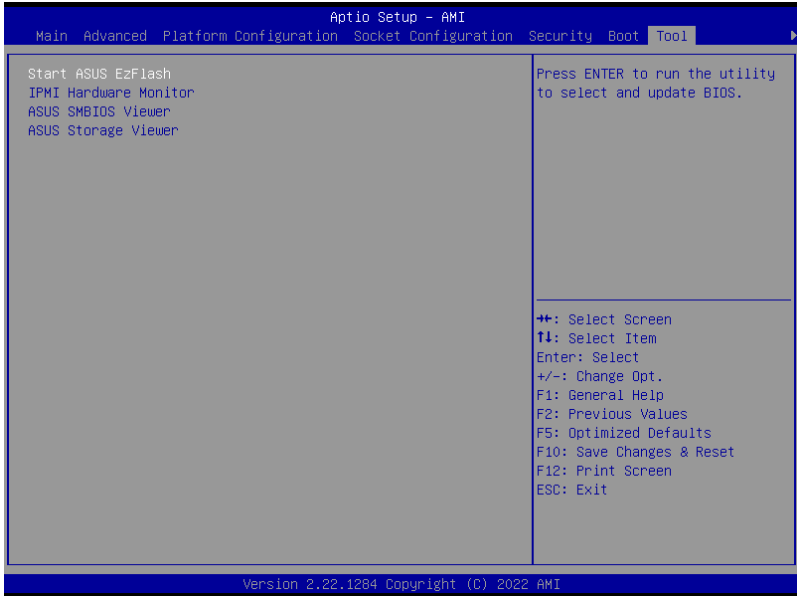 Aptio Setup - AMI
Main Advanced Platform Configuration Socket Configuration Security Boot Tool
Start ASUS EzFlash
IPMI Hardware Monitor
ASUS SMBIOS Viewer
ASUS Storage Viewer
Press ENTER to run the utility
to select and update BIOS.
→←: Select Screen
↑↓: Select Item
Enter: Select
+/-: Change Opt.
F1: General Help
F2: Previous Values
F5: Optimized Defaults
F10: Save Changes & Reset
F12: Print Screen
ESC: Exit
Version 2.22.1284 Copyright (C) 2022 AMI